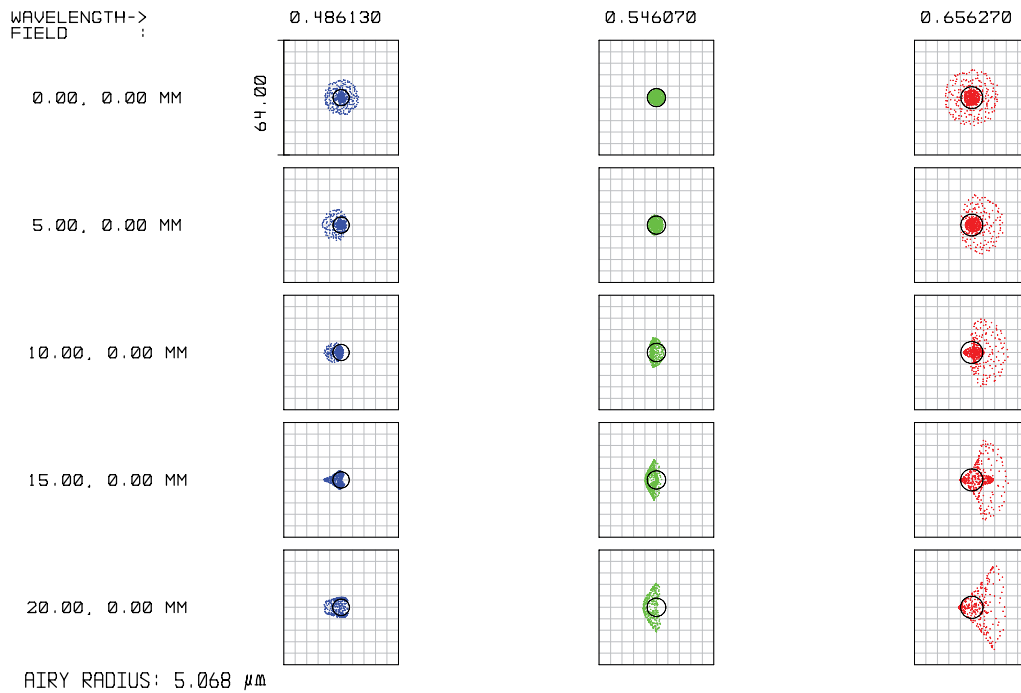 WAVELENGTH-> 0.486130 0.546070 0.656270
FIELD :
0.00, 0.00 MM
64.00
5.00, 0.00 MM
10.00, 0.00 MM
15.00, 0.00 MM
20.00, 0.00 MM
AIRY RADIUS: 5.068 µm